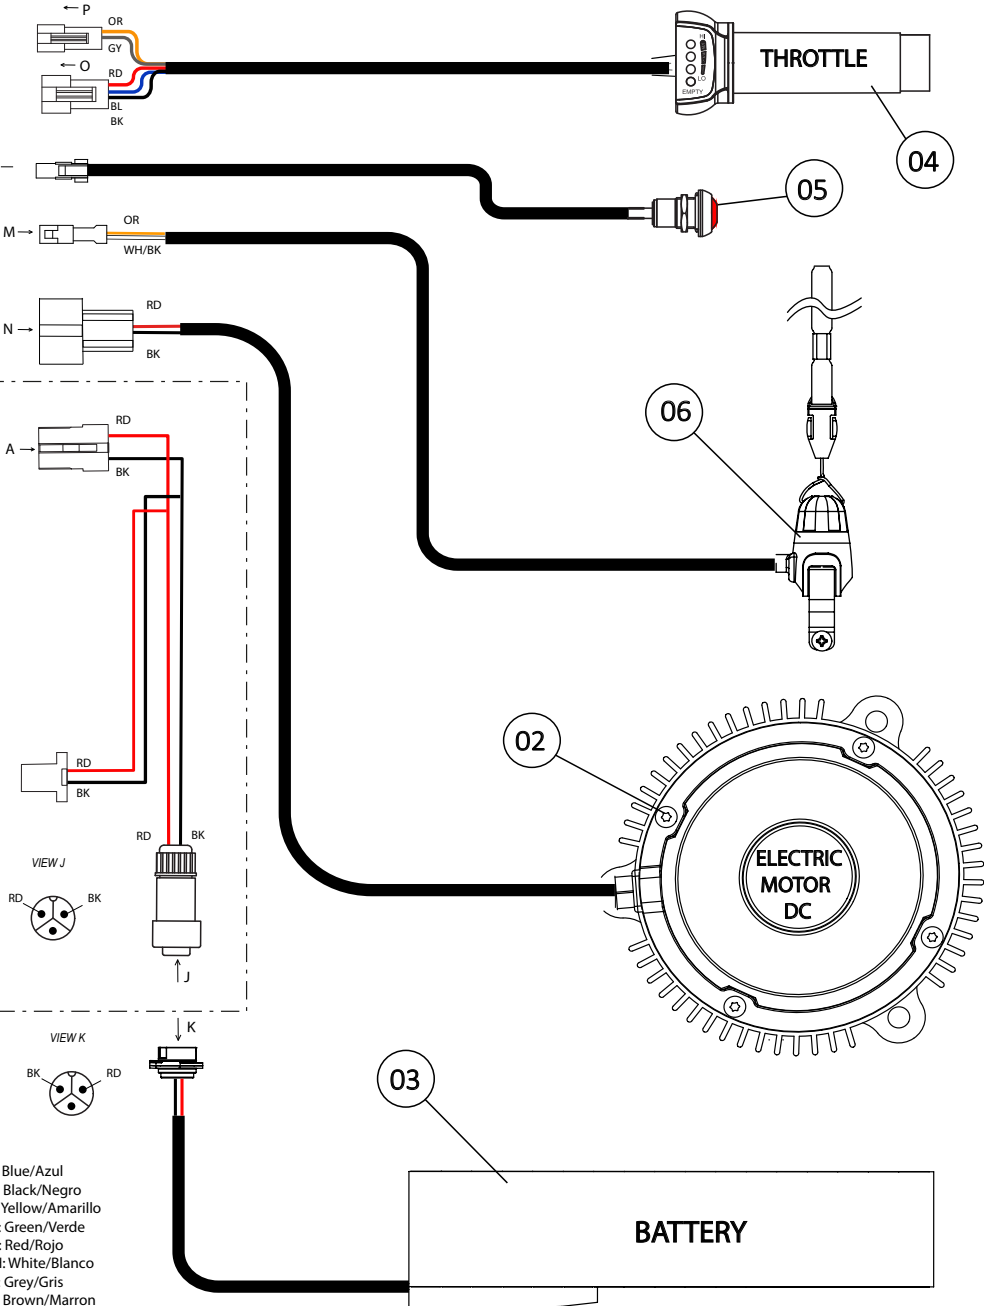 P
OR
GY
O
RD
BL
BK
HI
LO
EMPTY
THROTTLE
04
05
M
OR
WH/BK
N
RD
BK
06
A
RD
BK
02
RD
BK
RD
BK
VIEW J
RD
BK
J
ELECTRIC
MOTOR
DC
K
VIEW K
BK
RD
03
BATTERY
Blue/Azul
Black/Negro
Yellow/Amarillo
: Green/Verde
: Red/Rojo
: White/Blanco
Grey/Gris
Brown/Marron